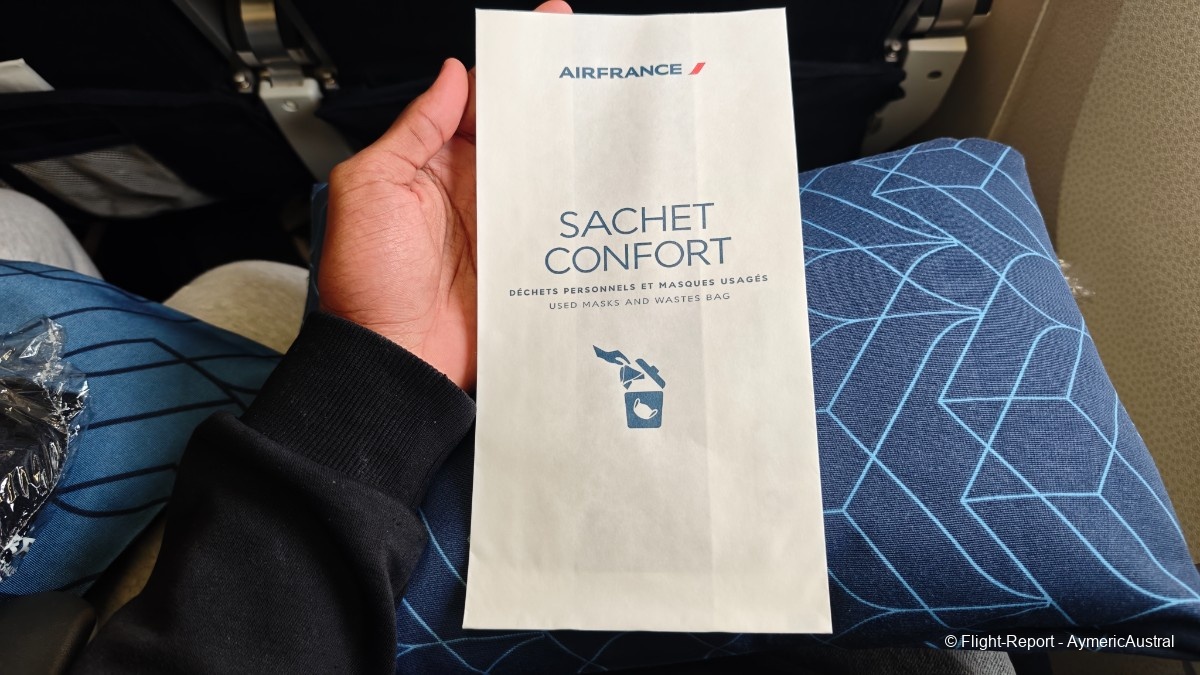 AIRFRANCE
SACHET
CONFORT
DÉCHETS PERSONNELS ET MASQUES USAGÉS
USED MASKS AND WASTES BAG
© Flight-Report - AymericAustral